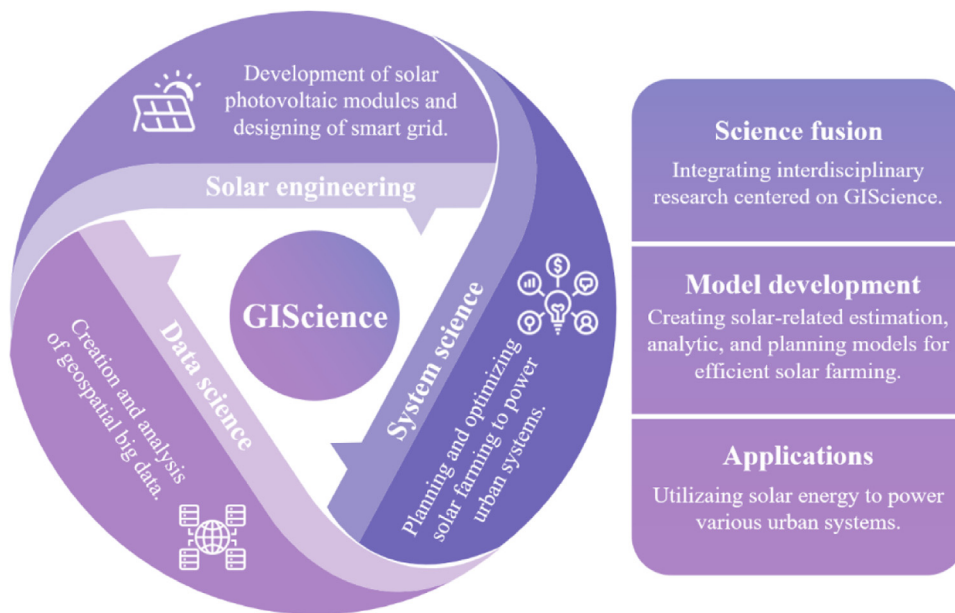 Development of solar
photovoltaic modules and
designing of smart grid.
Solar engineering
GIScience
System science
Planning and optimizing
solar farming to power
urban systems.
Data science
Creation and analysis
of geospatial big data.
Science fusion
Integrating interdisciplinary
research centered on GIScience.
Model development
Creating solar-related estimation,
analytic, and planning models for
efficient solar farming.
Applications
Utilizaing solar energy to power
various urban systems.